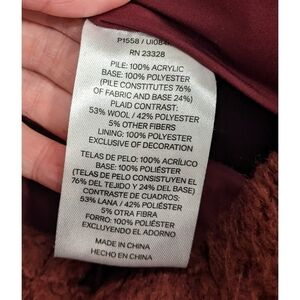 P1558 / UI084
RN 23328
PILE: 100% ACRYLIC
BASE: 100% POLYESTER
(PILE CONSTITUTES 76%
OF FABRIC AND BASE 24%)
PLAID CONTRAST:
53% WOOL / 42% POLYESTER
5% OTHER FIBERS
LINING: 100% POLYESTER
EXCLUSIVE OF DECORATION
TELAS DE PELO: 100% ACRÍLICO
BASE: 100% POLIÉSTER
(TELAS DE PELO CONSTITUYEN EL
76% DEL TEJIDO Y 24% DEL BASE)
CONTRASTE DE CUADROS:
53% LANA / 42% POLIÉSTER
5% OTRA FIBRA
FORRO: 100% POLIÉSTER
EXCLUYENDO EL ADORNO
MADE IN CHINA
HECHO EN CHINA